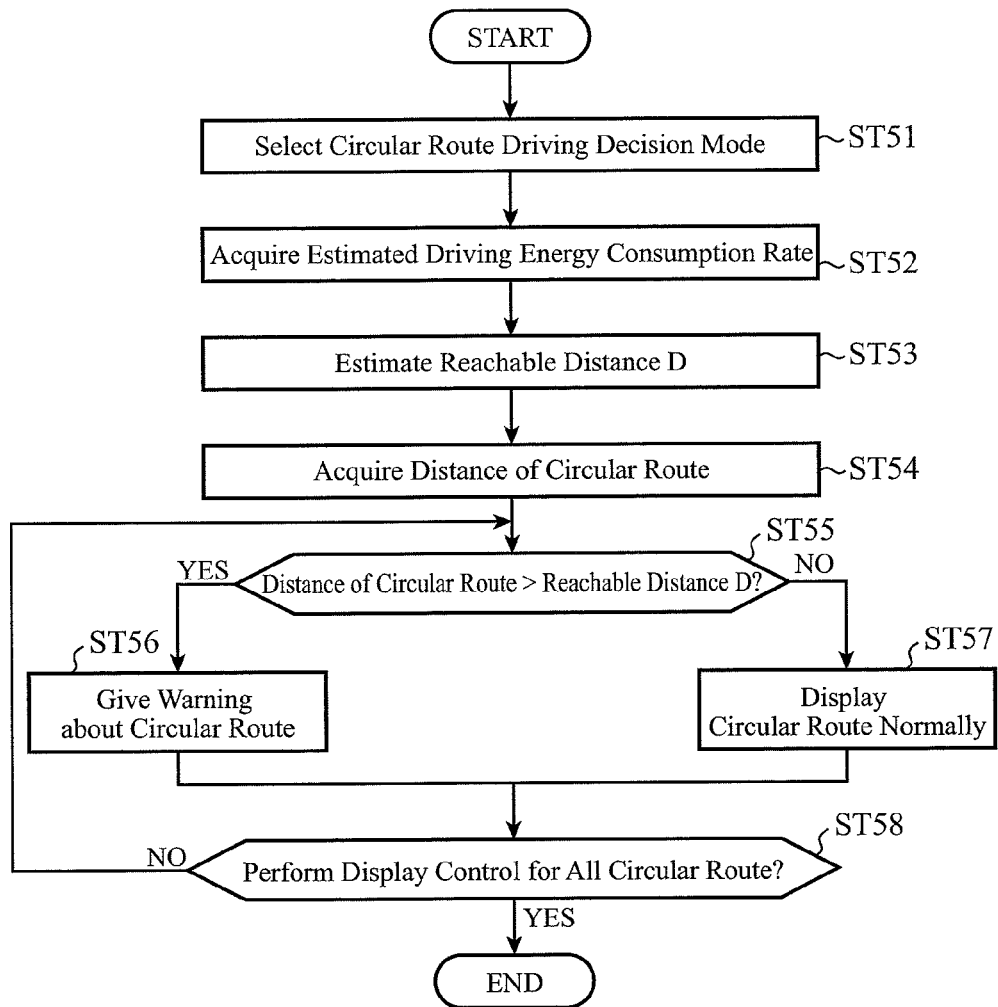 START
Select Circular Route Driving Decision Mode
ST51
Acquire Estimated Driving Energy Consumption Rate
ST52
Estimate Reachable Distance D
ST53
Acquire Distance of Circular Route
ST54
ST55
YES
Distance of Circular Route > Reachable Distance D?
NO
ST56
Give Warning
about Circular Route
ST57
Display
Circular Route Normally
ST58
NO
Perform Display Control for All Circular Route?
YES
END